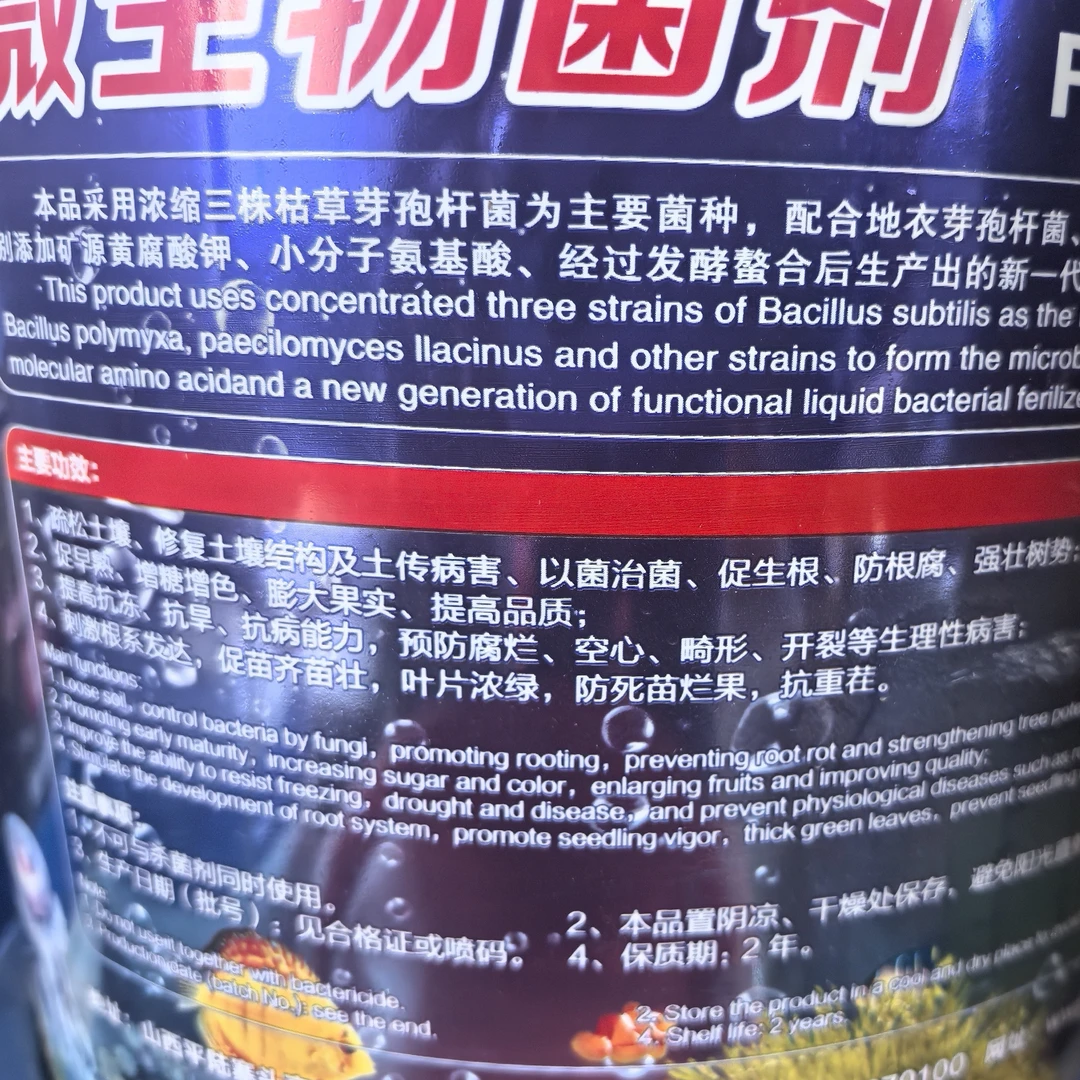 微生物菌剂
本品采用浓缩三株枯草芽孢杆菌为主要菌种，配合地衣芽孢杆菌、
别添加矿源黄腐酸钾、小分子氨基酸、经过发酵螯合后生产出的新一代
This product uses concentrated three strains of Bacillus subtilis as the
Bacillus polymyxa, paecilomyces llacinus and other strains to form the microb
molecular amino acidand a new generation of functional liquid bacterial ferilize
主要功效：
1、疏松土壤、修复土壤结构及土传病害、以菌治菌、促生根、防根腐、强壮树势；
2、促早熟、增糖增色、膨大果实、提高品质；
3、提高抗冻、抗旱、抗病能力，预防腐烂、空心、畸形、开裂等生理性病害；
4、刺激根系发达，促苗齐苗壮，叶片浓绿，防死苗烂果，抗重茬。
Main functions:
1. Loose soil, control bacteria by fungi, promoting rooting, preventing root rot and strengthening tree
2.Promoting early maturity, increasing sugar and color, enlarging fruits and improving quality;
3. Improve the ability to resist freezing, drought and disease, and prevent physiological diseases such as
4. Stimulate the development of root system, promote seedling vigor, thick green leaves, prevent seedling
注意事项：
1、不可与杀菌剂同时使用。
2、本品置阴凉、干燥处保存，避免阳光
3、生产日期（批号）：见合格证或喷码。
4、保质期：2年。
Note:
1. Do not use it together with bactericide.
2. Store the product in a cool and dry place to
3. Production date (batch No.): see the end.
4. Shelf life: 2 years.
地址：山西平陆
网址：